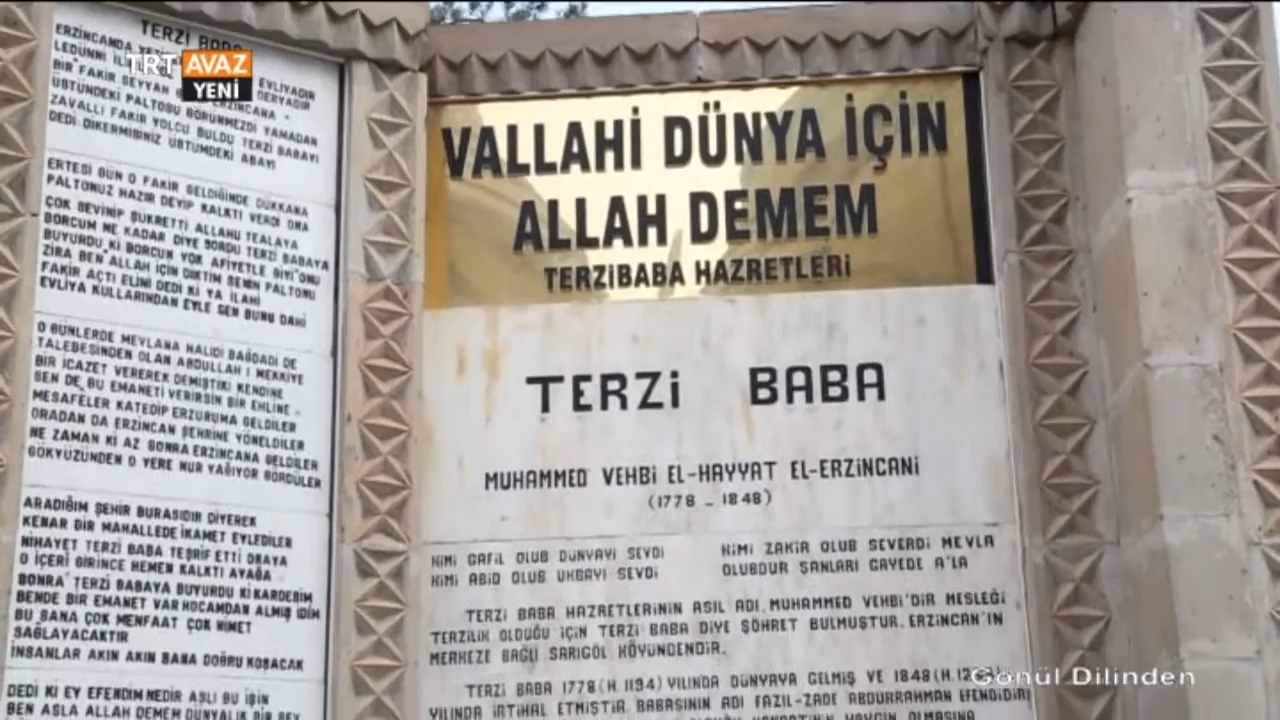 TERZİ BABA
ERZİNCANDA
EVLİYADIR
LEDUNNİ
DERYADIR
BİR FAKİR SEYYAH ERZİNCANA -
ÜSTÜNDEKİ PALTOSU GÖRÜNMEZDİ YAMADAN
ZAVALLI FAKİR YOLCU BULDU TERZİ BABAYI
DEDİ DİKERMİSİNİZ ÜSTÜMDEKİ ABAYI
ERTESİ GÜN O FAKİR GELDİĞİNDE DÜKKANA
PALTONUZ HAZIR DEYİP KALKTI VERDİ ONA
ÇOK SEVİNİP ŞÜKRETTİ ALLAHU TEALAYA
BORCUM NE KADAR DİYE SORDU TERZİ BABAYA
BUYURDU Kİ BORCUN YOK AFİYETLE GİY ONU
ZİRA BEN ALLAH İÇİN DİKTİM SENİN PALTONU
FAKİR AÇTI ELİNİ DEDİ Kİ YA İLAHİ
EVLİYA KULLARINDAN EYLE SEN BUNU DAHİ
O GÜNLERDE MEVLANA HALİDİ BAĞDADİ DE
TALEBESİNDEN OLAN ABDULLAH I MEKKİYE
BİR İCAZET VEREREK DEMİŞTİKİ KENDİNE
SEN DE BU EMANETİ VERİRSİN BİR EHLİNE -
MESAFELER KATEDİP ERZURUMA GELDİLER
ORADAN DA ERZİNCAN ŞEHRİNE YÖNELDİLER
NE ZAMAN Kİ AZ SONRA ERZİNCANA GELDİLER
GÖKYÜZÜNDEN O YERE NUR YAĞIYOR GÖRDÜLER
ARADIĞIM ŞEHİR BURASIDIR DİYEREK
KENAR BİR MAHALLEDE İKAMET EYLEDİLER
NİHAYET TERZİ BABA TEŞRİF ETTİ ORAYA
O İÇERİ GİRİNCE HEMEN KALKTI AYAĞA
SONRA TERZİ BABAYA BUYURDU Kİ KARDEŞİM
BENDE BİR EMANET VAR HOCAMDAN ALMIŞ İDİM
BU SANA ÇOK MENFAAT ÇOK NİMET
SAĞLAYACAKTIR
İNSANLAR AKIN AKIN SANA DOĞRU KOŞACAK
DEDİ Kİ EY EFENDİM NEDİR ASLI BU İŞİN
BEN ASLA ALLAH DEMEM DÜNYALIK BİR ŞEY
TRT AVAZ
YENİ
VALLAHİ DÜNYA İÇİN
ALLAH DEMEM
TERZİBABA HAZRETLERİ
TERZİ BABA
MUHAMMED VEHBİ EL-HAYYAT EL-ERZİNCANİ
(1778 - 1848)
KİMİ GAFİL OLUB DÜNYAYI SEVDİ
KİMİ ABİD OLUB UKBAYI SEVDİ
KİMİ ZAKİR OLUB SEVERDİ MEVLA
OLUBDUR ŞANLARI GAYEDE A'LA
TERZİ BABA HAZRETLERİNİN ASIL ADI, MUHAMMED VEHBİ'DİR MESLEĞİ
TERZİLİK OLDUĞU İÇİN TERZİ BABA DİYE ŞÖHRET BULMUŞTUR. ERZİNCAN'IN
MERKEZE BAĞLI SARIGÖL KÖYÜNDENDİR.
TERZİ BABA 1778 (H. 1194) YILINDA DÜNYAYA GELMİŞ VE 1848 (H.
YILINDA İRTİHAL ETMİŞTİR BABASININ ADI FAZIL-ZADE ABDURRAHMAN EFENDİDİR
OLMASINA
Gönül Dilinden